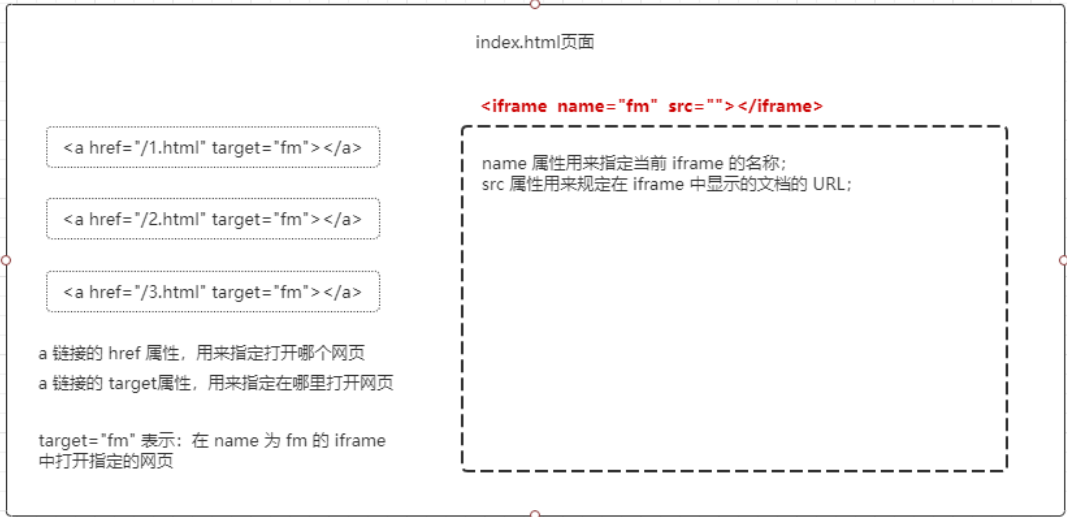 index.html页面
<iframe name="fm" src=""></iframe>
<a href="/1.html" target="fm"></a>
<a href="/2.html" target="fm"></a>
<a href="/3.html" target="fm"></a>
a 链接的 href 属性，用来指定打开哪个网页
a 链接的 target属性，用来指定在哪里打开网页
target="fm" 表示：在 name 为 fm 的 iframe
中打开指定的网页
name 属性用来指定当前 iframe 的名称；
src 属性用来规定在 iframe 中显示的文档的 URL；